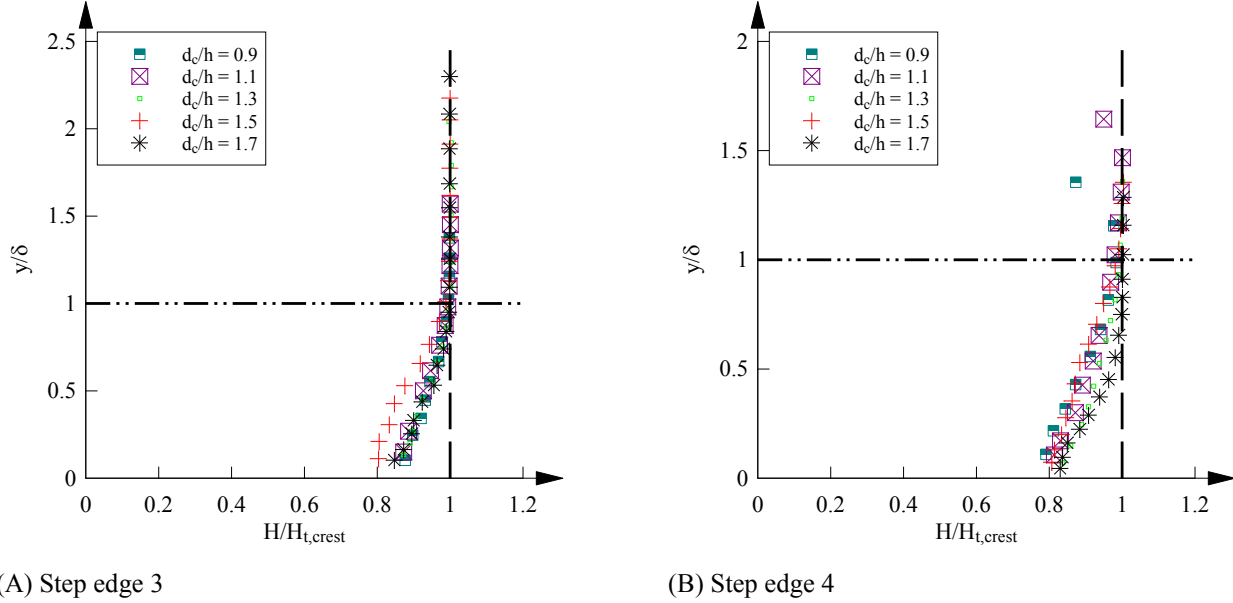 2.5
2
1.5
1
0.5
0
y/δ
d_c/h = 0.9
d_c/h = 1.1
d_c/h = 1.3
d_c/h = 1.5
d_c/h = 1.7
0 0.2 0.4 0.6 0.8 1 1.2
H/H_t,crest
(A) Step edge 3
2
1.5
1
0.5
0
y/δ
d_c/h = 0.9
d_c/h = 1.1
d_c/h = 1.3
d_c/h = 1.5
d_c/h = 1.7
0 0.2 0.4 0.6 0.8 1 1.2
H/H_t,crest
(B) Step edge 4